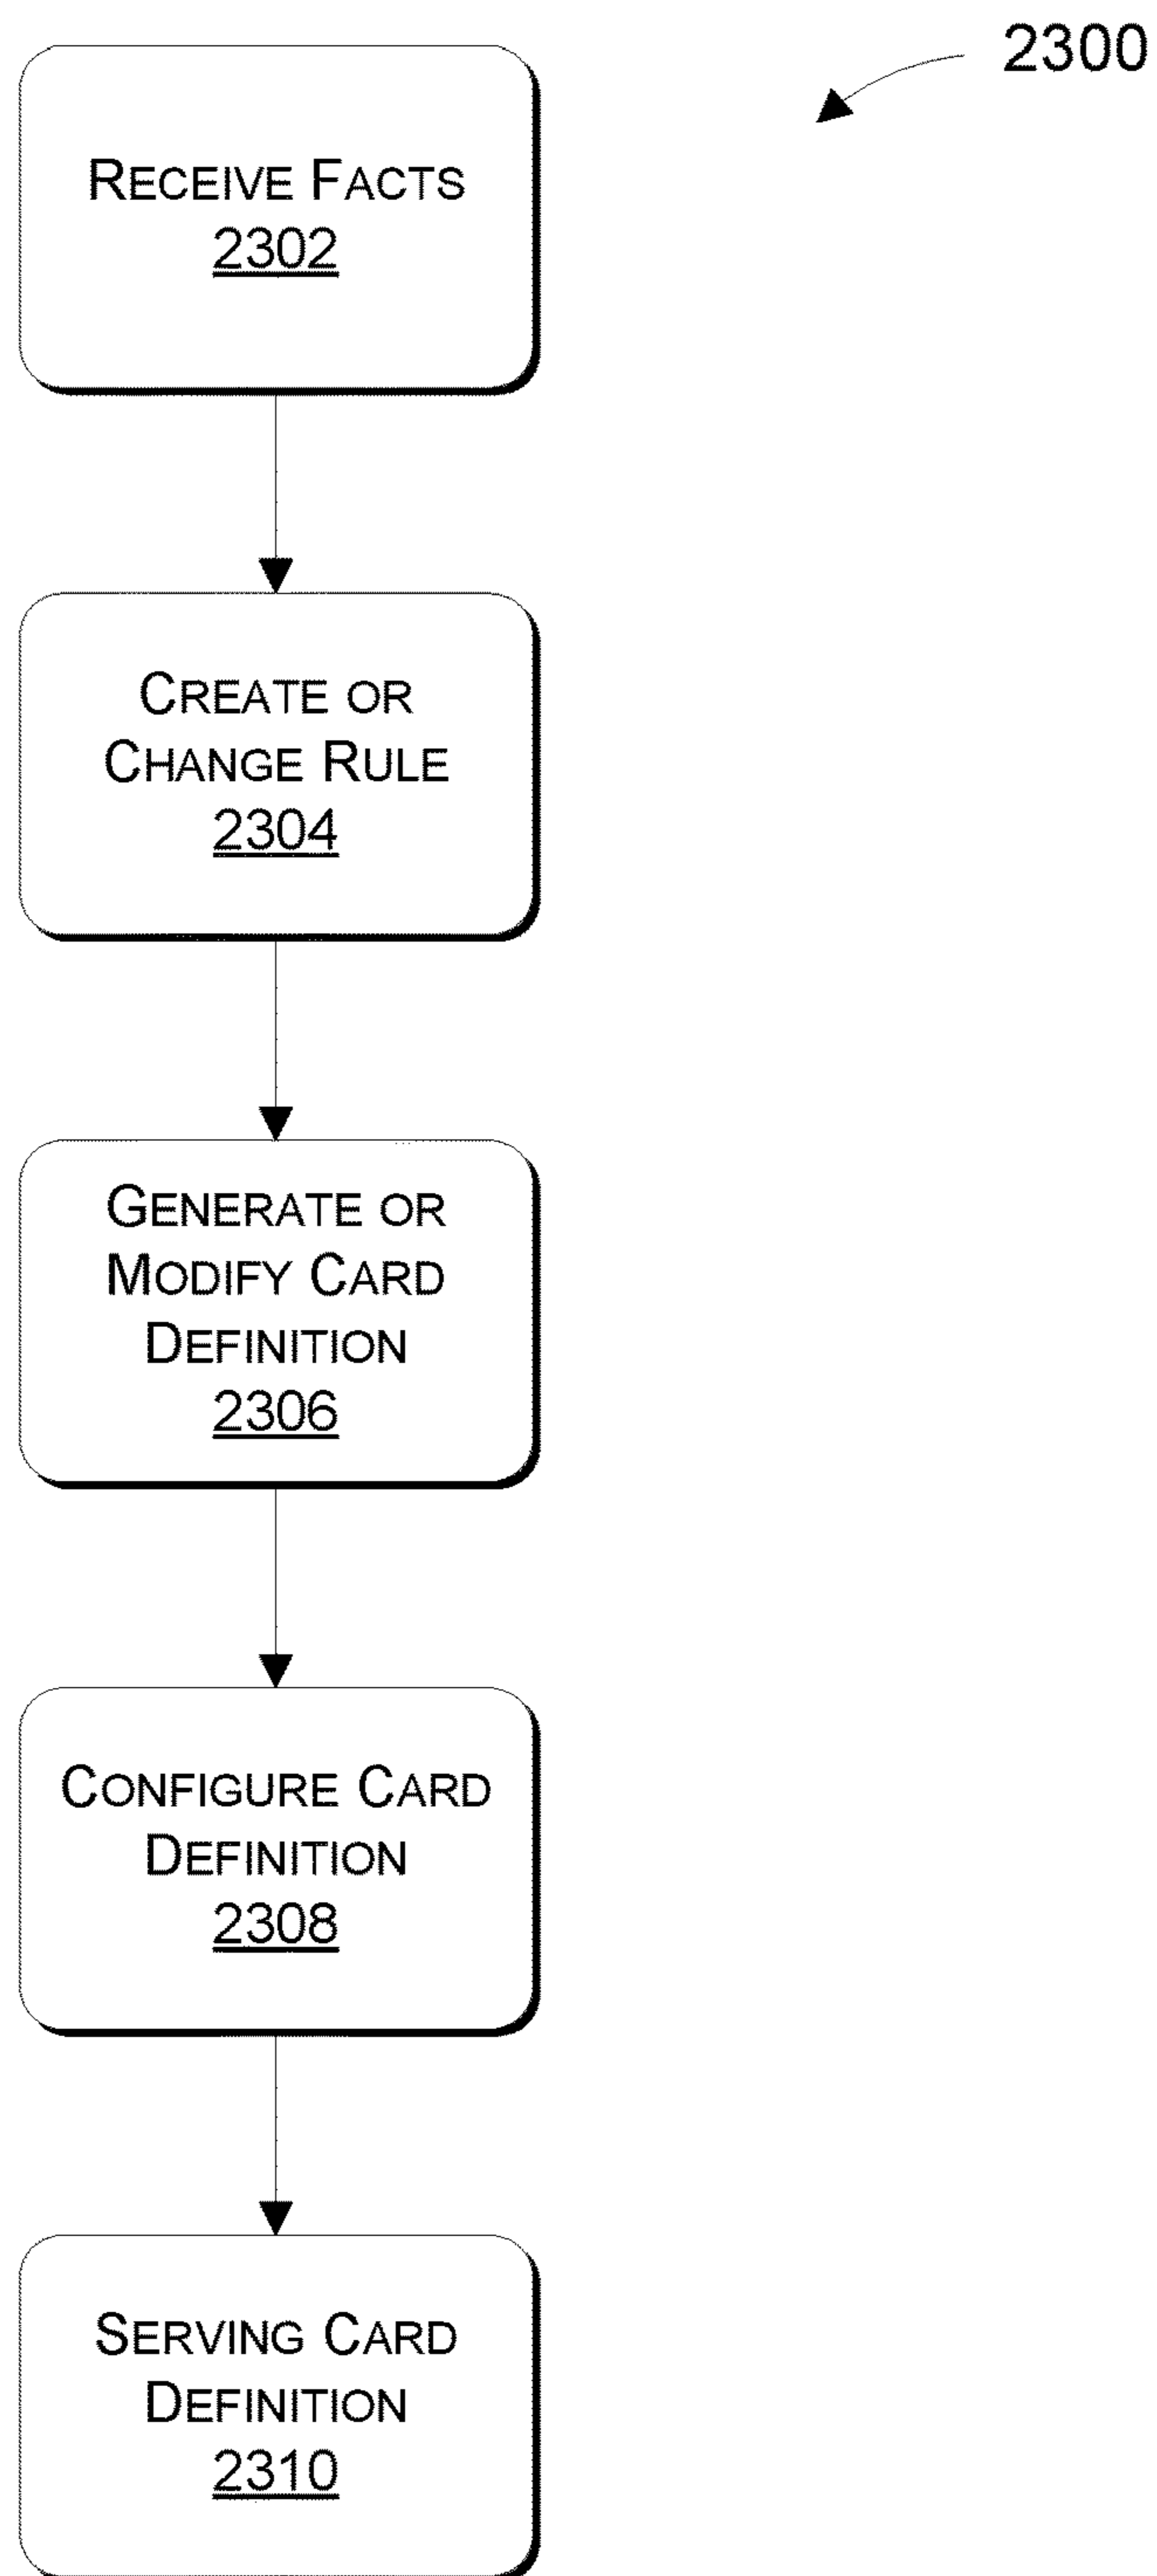 2300
RECEIVE FACTS
2302
CREATE OR
CHANGE RULE
2304
GENERATE OR
MODIFY CARD
DEFINITION
2306
CONFIGURE CARD
DEFINITION
2308
SERVING CARD
DEFINITION
2310